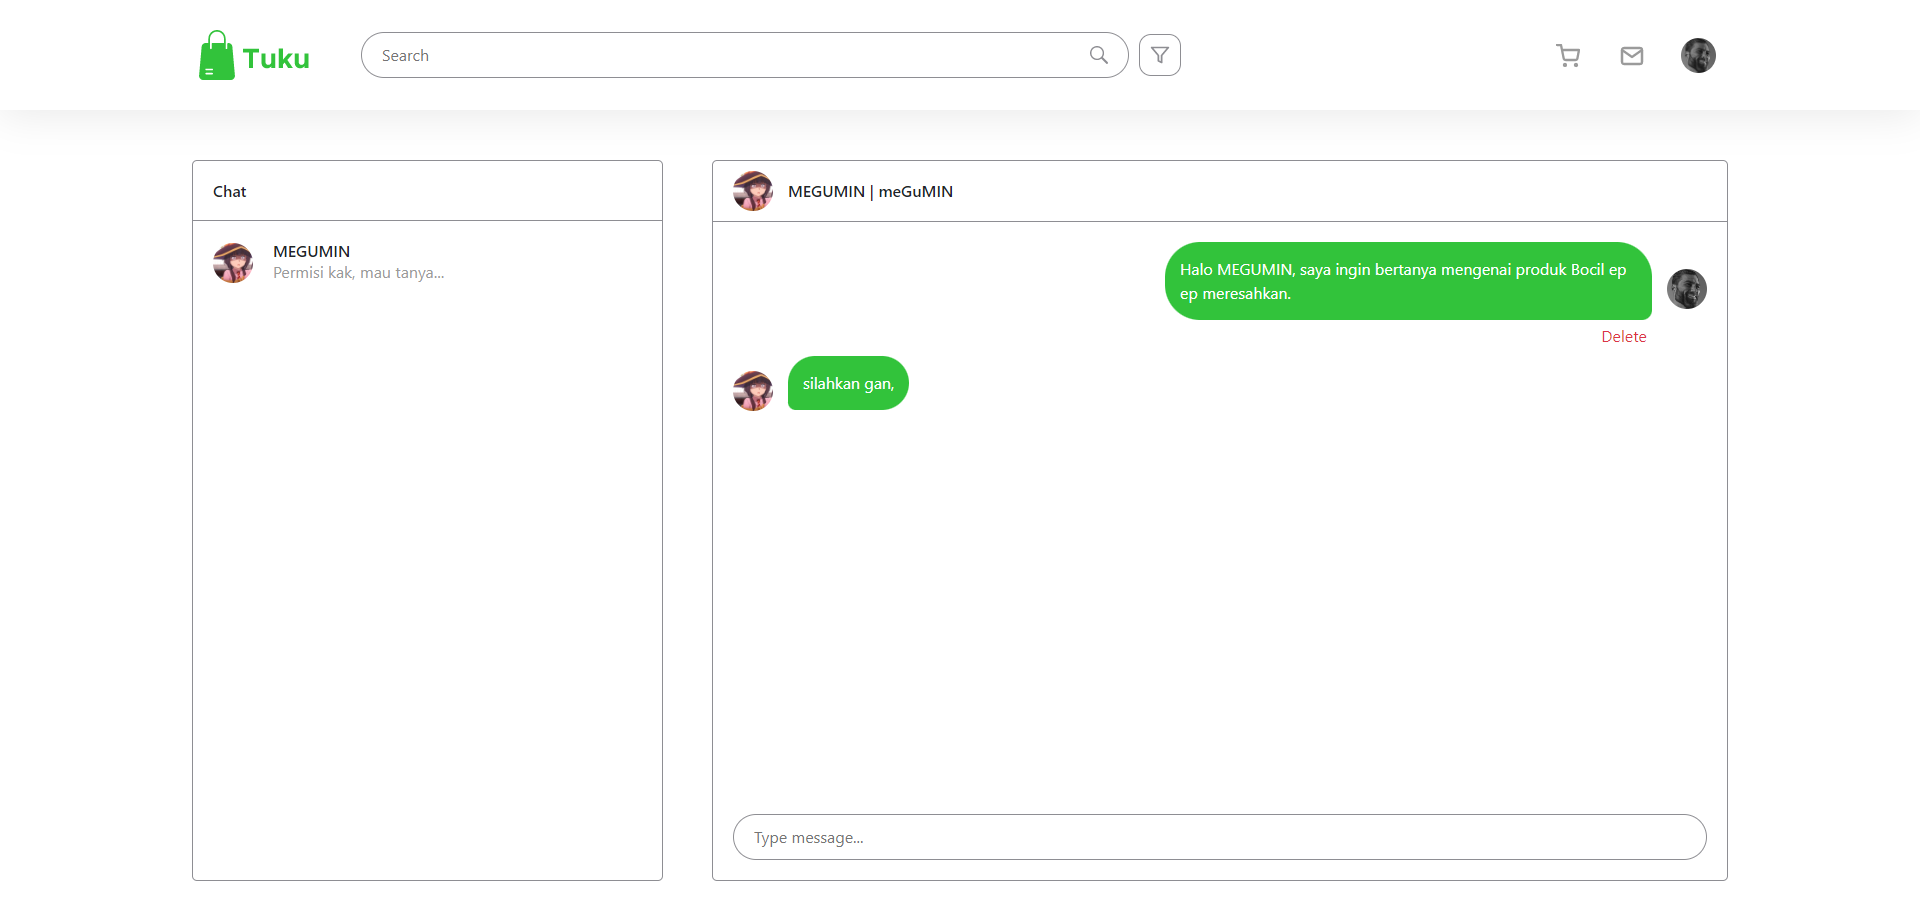 Tuku
Search
Chat
MEGUMIN
Permisi kak, mau tanya...
MEGUMIN | meGuMIN
Halo MEGUMIN, saya ingin bertanya mengenai produk Bocil ep
ep meresahkan.
Delete
silahkan gan,
Type message...